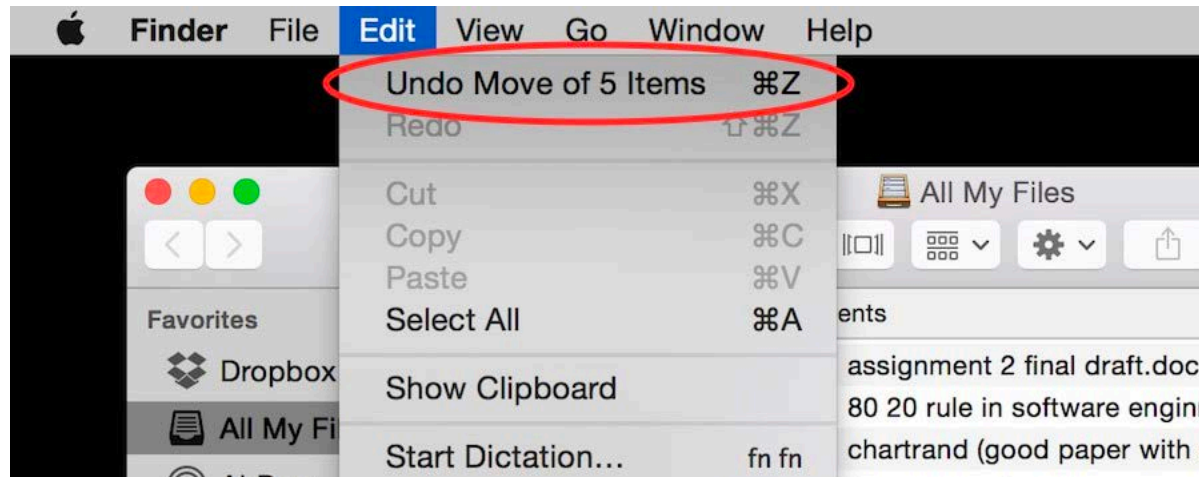 Finder File Edit View Go Window Help
Undo Move of 5 Items ⌘Z
Redo ⇧⌘Z
Cut ⌘X
Copy ⌘C
Paste ⌘V
Select All ⌘A
Show Clipboard
Start Dictation... fn fn
All My Files
Favorites
Dropbox
All My Fi
ents
assignment 2 final draft.doc
80 20 rule in software engin
chartrand (good paper with